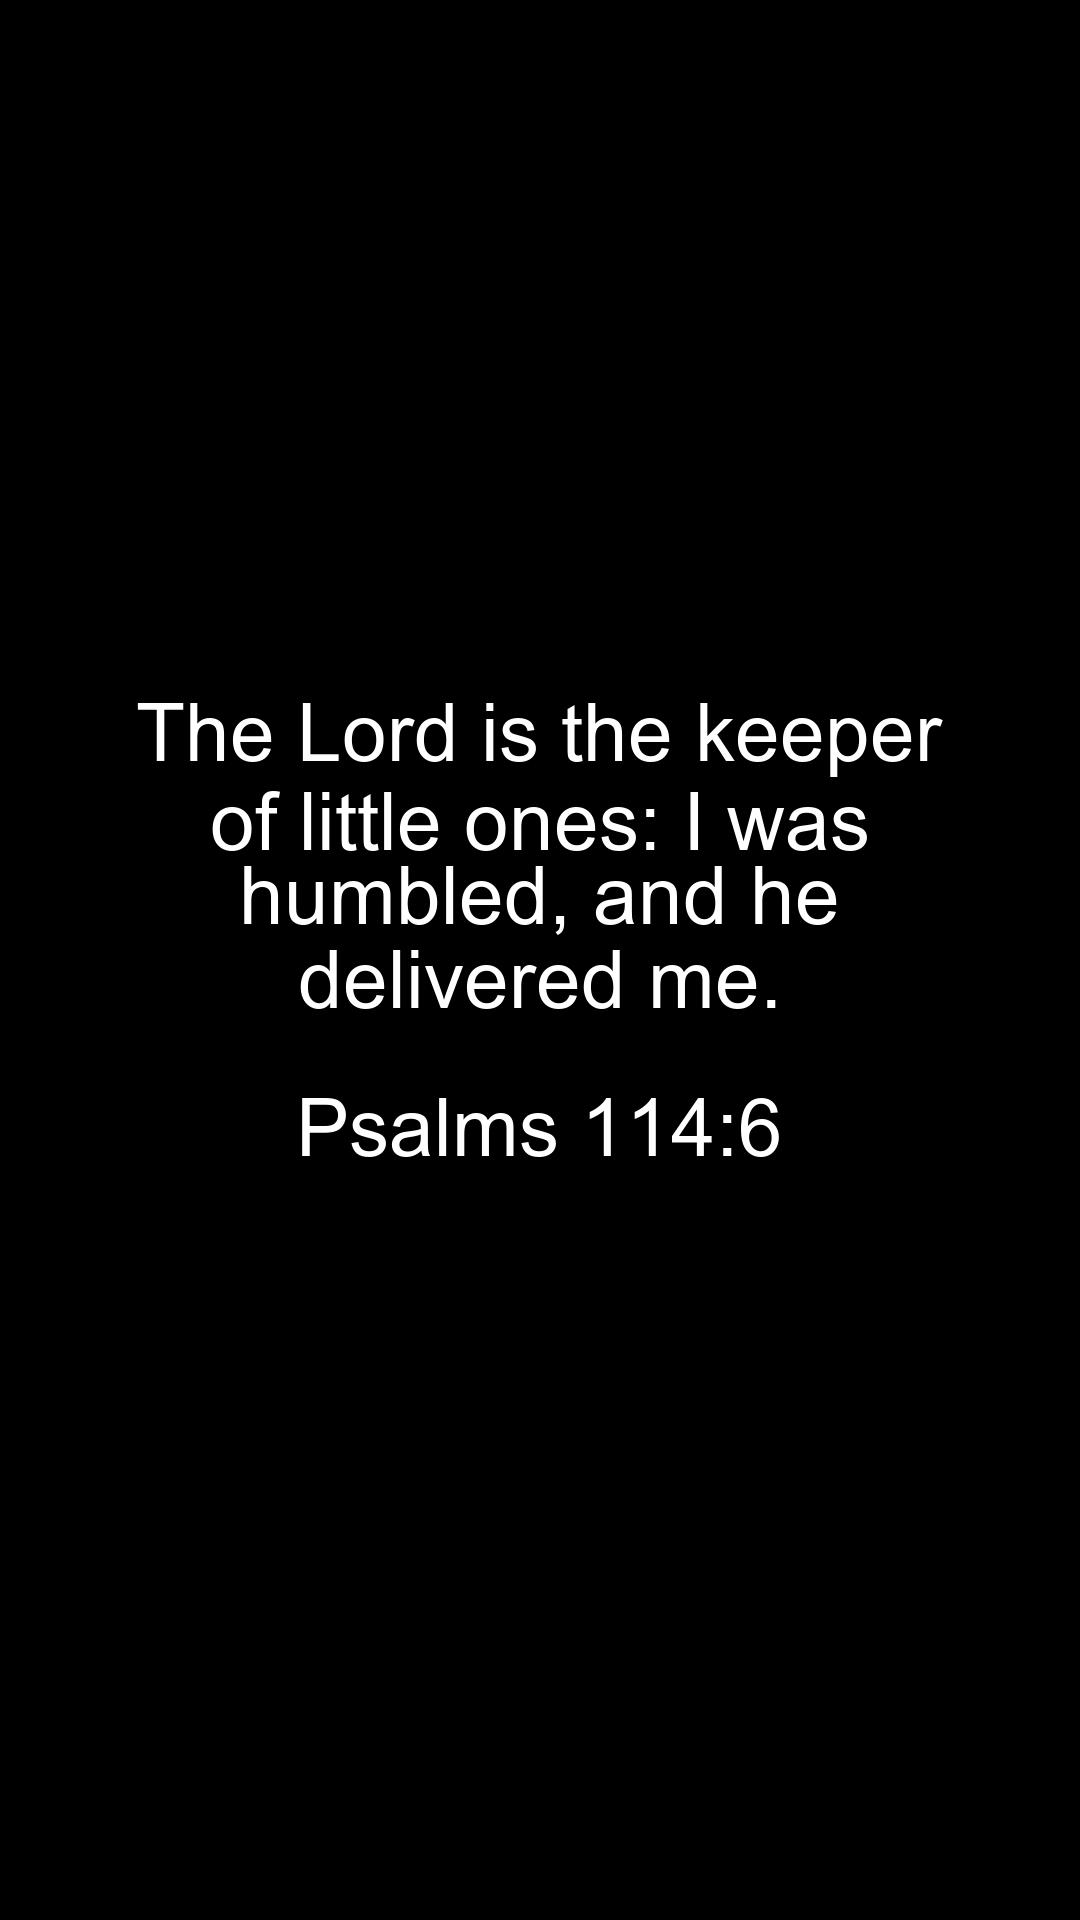 The Lord is the keeper
of little ones: I was
humbled, and he
delivered me.
Psalms 114:6